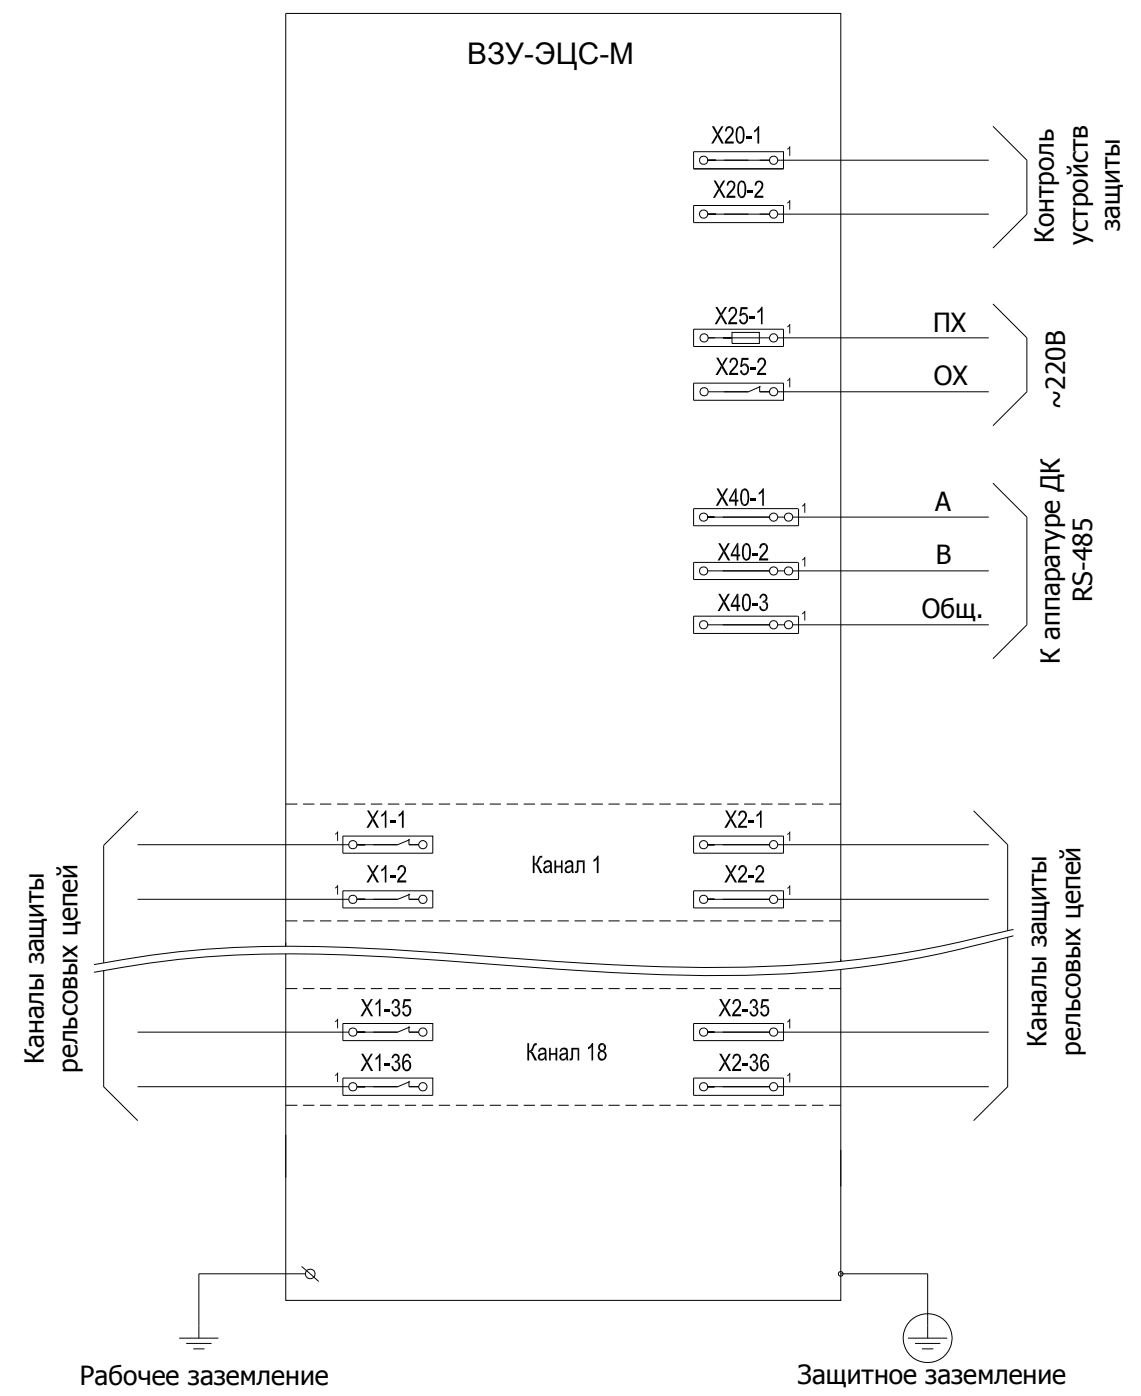 ВЗУ-ЭЦС-М
X20-1
1
X20-2
1
Контроль
устройств
защиты
X25-1
1
ПХ
X25-2
1
ОХ
~220В
X40-1
1
A
X40-2
1
B
X40-3
1
Общ.
К аппаратуре ДК
RS-485
Каналы защиты
рельсовых цепей
X1-1
1
X1-2
1
Канал 1
X2-1
1
X2-2
1
X1-35
1
X1-36
1
Канал 18
X2-35
1
X2-36
1
Каналы защиты
рельсовых цепей
Рабочее заземление
Защитное заземление